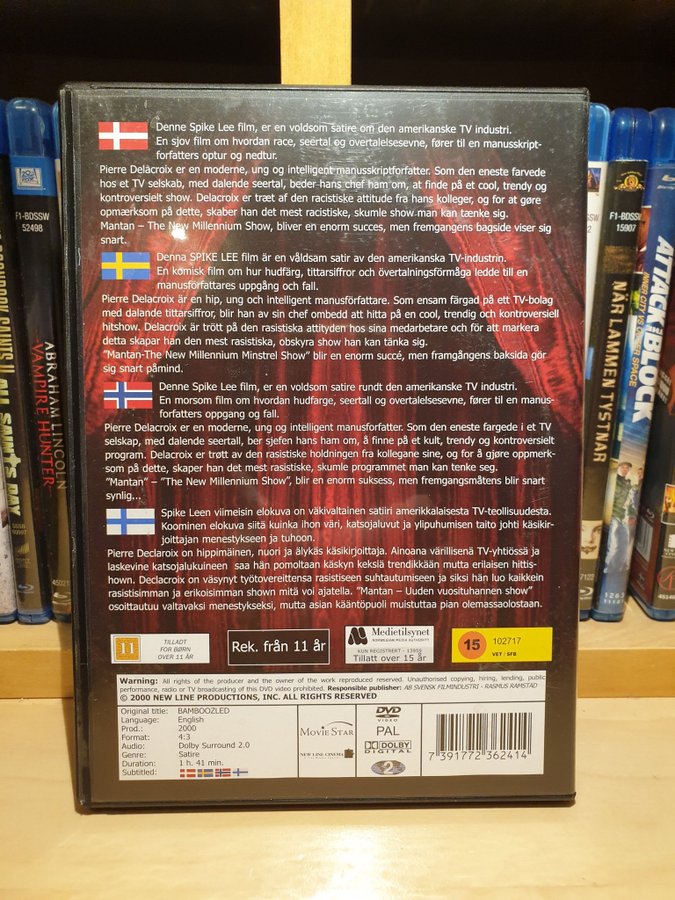 Denne Spike Lee film, er en voldsom satire om den amerikanske TV industri.
En sjov film om hvordan race, seertal og overtalelsesevne, fører til en manusskript-
forfatters optur og nedtur.
Pierre Delacroix er en moderne, ung og intelligent manusskriptforfatter. Som den eneste farvede
hos et TV selskab, med dalende seertal, beder hans chef ham om, at finde på et cool, trendy og
kontroversielt show. Delacroix er træt af den racistiske attitude fra hans kolleger, og for at gøre
opmærksom på dette, skaber han det mest racistiske, skumle show man kan tænke sig.
Mantan – The New Millennium Show, bliver en enorm succes, men fremgangens bagside viser sig
snart.
Denna SPIKE LEE film är en våldsam satir av den amerikanska TV-industrin.
En komisk film om hur hudfärg, tittarsiffror och övertalningsförmåga ledde till en
manusförfattares uppgång och fall.
Pierre Delacroix är en hip, ung och intelligent manusförfattare. Som ensam färgad på ett TV-bolag
med dalande tittarsiffror, blir han av sin chef ombedd att hitta på en cool, trendig och kontroversiell
hitshow. Delacroix är trött på den rasistiska attityden hos sina medarbetare och för att markera
detta skapar han den mest rasistiska, obskyra show han kan tänka sig.
"Mantan-The New Millennium Minstrel Show" blir en enorm succé, men framgångens baksida gör
sig snart påmind.
Denne Spike Lee film, er en voldsom satire rundt den amerikanske TV industri.
En morsom film om hvordan hudfarge, seertall og overtalelsesevne, fører til en manus-
forfatters oppgang og fall.
Pierre Delacroix er en moderne, ung og intelligent manusforfatter. Som den eneste fargede i et TV
selskap, med dalende seertall, ber sjefen hans ham om, å finne på et kult, trendy og kontroversielt
program. Delacroix er trøtt av den rasistiske holdningen fra kollegane sine, og for å gjøre oppmerk-
som på dette, skaper han det mest rasistiske, skumle programmet man kan tenke seg.
"Mantan" – "The New Millennium Show", blir en enorm suksess, men fremgangsmåtens blir snart
synlig...
Spike Leen viimeisin elokuva on väkivaltainen satiiri amerikkalaisesta TV-teollisuudesta.
Koominen elokuva siitä kuinka ihon väri, katsojaluvut ja ylipuhumisen taito johti käsikir-
joittajan menestykseen ja tuhoon.
Pierre Declaroix on hippimäinen, nuori ja älykäs käsikirjoittaja. Ainoana värillisenä TV-yhtiössä ja
laskevine katsojalukuineen saa hän pomoltaan käskyn keksiä trendikkään mutta erilaisen hittis-
hown. Declacroix on väsynyt työtovereittensa rasistiseen suhtautumiseen ja siksi hän luo kaikkein
rasistisimman ja erikoisimman shown mitä voi ajatella. "Mantan – Uuden vuosituhannen show"
osoittautuu valtavaksi menestykseksi, mutta asian kääntöpuoli muistuttaa pian olemassaolostaan.
11
TILLADT
FOR BØRN
OVER 11 ÅR
Rek. från 11 år
Medietilsynet
NORWEGIAN MEDIA AUTHORITY
KUN REGISTRERT - 13959
Tillatt over 15 år
15
102717
VET / SFB
Warning: All rights of the producer and the owner of the work reproduced reserved. Unauthorised copying, hiring, lending, public
performance, radio or TV broadcasting of this DVD video prohibited. Responsible publisher: AB SVENSK FILMINDUSTRI - RASMUS RAMSTAD
© 2000 NEW LINE PRODUCTIONS, INC. ALL RIGHTS RESERVED
Original title: BAMBOOZLED
Language: English
Prod.: 2000
Format: 4:3
Audio: Dolby Surround 2.0
Genre: Satire
Duration: 1 h. 41 min.
Subtitled:
MOVIE STAR
NEW LINE CINEMA
DVD
VIDEO
PAL
DOLBY
DIGITAL
2
7 391772 362414
F1-BDSSW
52498
ABRAHAM LINCOLN
VAMPIRE HUNTER
F1-BDSSW
15907
NÄR LAMMEN TYSTNAR
ATTACK THE BLOCK
INNER CITY VS OUTER SPACE